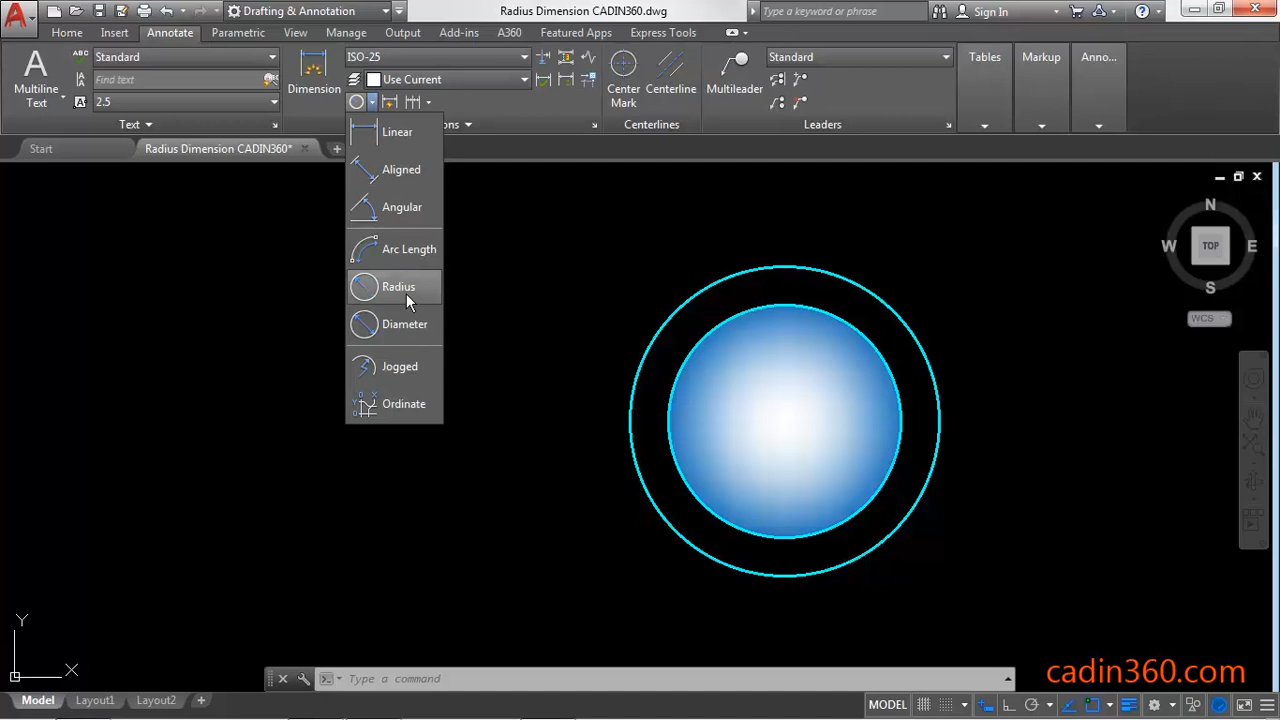 Drafting & Annotation
Radius Dimension CADIN360.dwg
Type a keyword or phrase
Sign In
Home Insert Annotate Parametric View Manage Output Add-ins A360 Featured Apps Express Tools
A
Multiline
Text
ABC
Standard
Find text
A
2.5
Text
Dimension
ISO-25
Use Current
Center
Mark
Centerline
Centerlines
Multileader
Standard
Leaders
Tables
Markup
Anno...
Start
Radius Dimension CADIN360*
Linear
Aligned
Angular
Arc Length
Radius
Diameter
Jogged
Ordinate
N
W TOP E
S
WCS
Y
X
Type a command
cadin360.com
Model Layout1 Layout2
MODEL